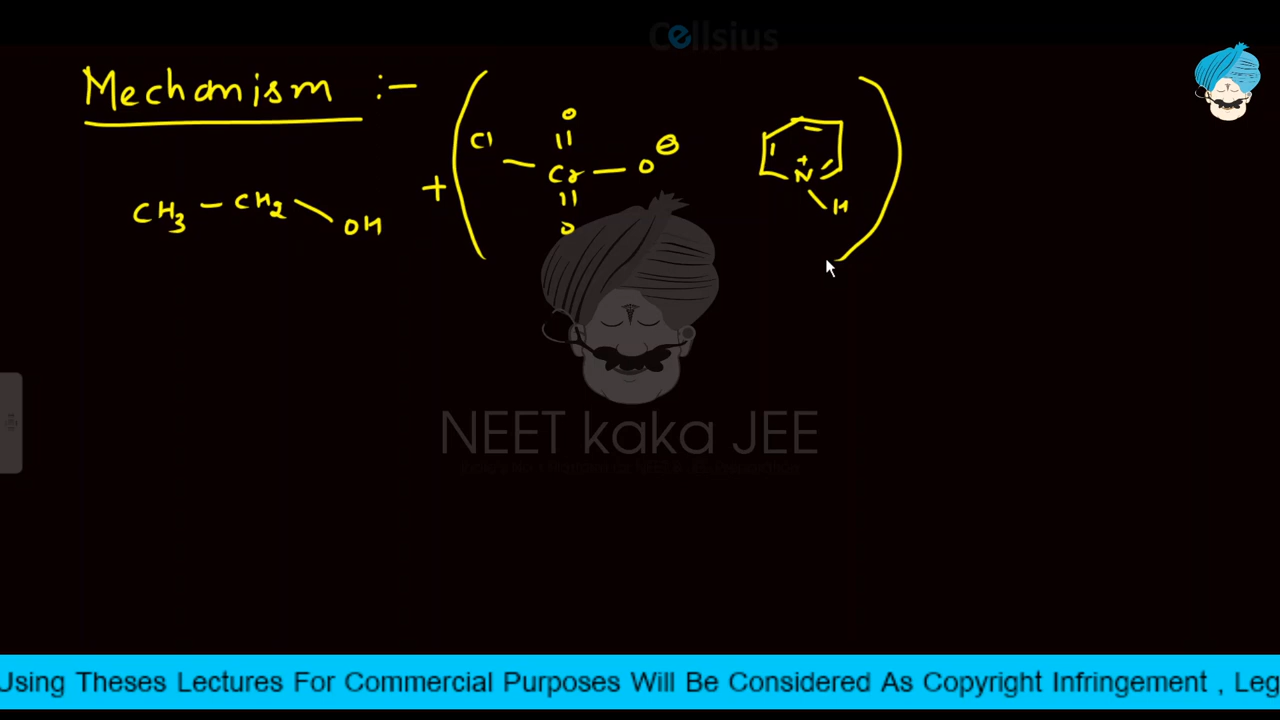 Cellsius
Mechanism :-
CH3 - CH2 - OH + ( Cl - Cr - O ⊖
O
O
N + H )
NEET kaka JEE
Using Theses Lectures For Commercial Purposes Will Be Considered As Copyright Infringement , Leg